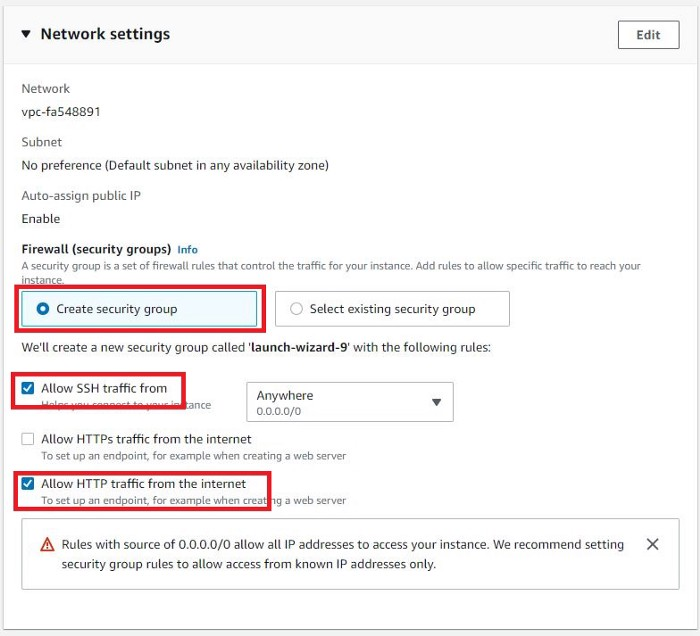 Network settings
Edit
Network
vpc-fa548891
Subnet
No preference (Default subnet in any availability zone)
Auto-assign public IP
Enable
Firewall (security groups) Info
A security group is a set of firewall rules that control the traffic for your instance. Add rules to allow specific traffic to reach your
instance.
Create security group
Select existing security group
We'll create a new security group called 'launch-wizard-9' with the following rules:
Allow SSH traffic from
Helps you connect to your instance
Anywhere
0.0.0.0/0
Allow HTTPs traffic from the internet
To set up an endpoint, for example when creating a web server
Allow HTTP traffic from the internet
To set up an endpoint, for example when creating a web server
Rules with source of 0.0.0.0/0 allow all IP addresses to access your instance. We recommend setting
security group rules to allow access from known IP addresses only.